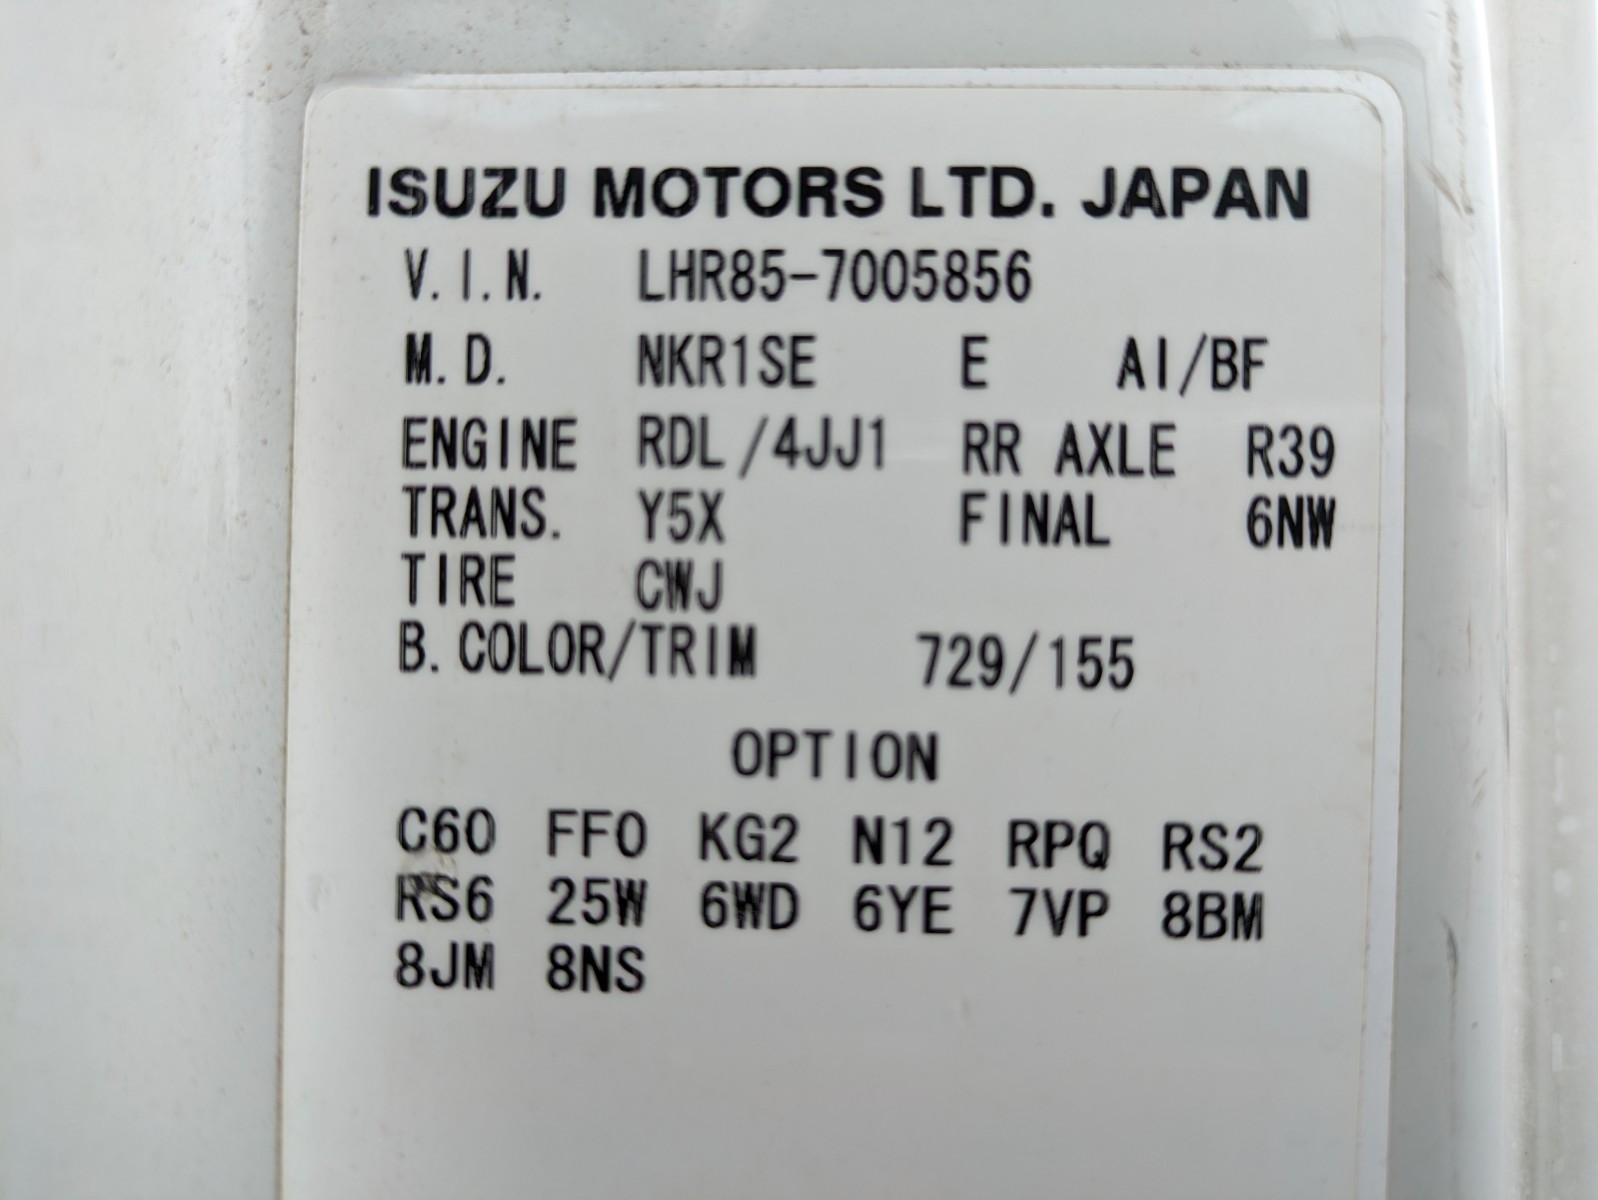 ISUZU MOTORS LTD. JAPAN
V.I.N. LHR85-7005856
M.D. NKR1SE E AI/BF
ENGINE RDL/4JJ1 RR AXLE R39
TRANS. Y5X FINAL 6NW
TIRE CWJ
B.COLOR/TRIM 729/155
OPTION
C60 FF0 KG2 N12 RPQ RS2
RS6 25W 6WD 6YE 7VP 8BM
8JM 8NS